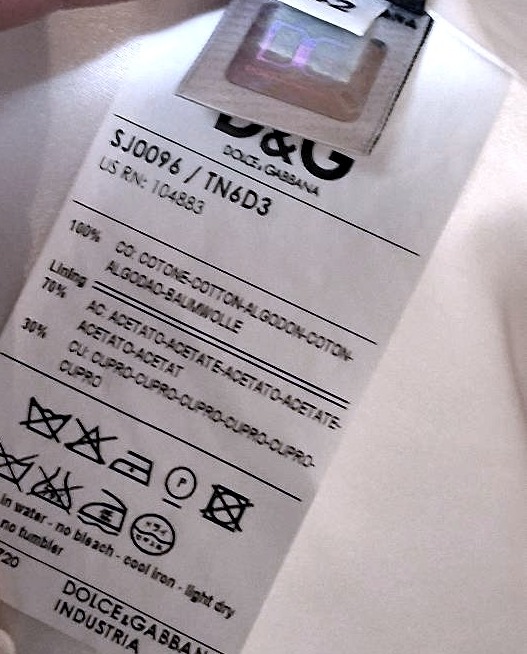 D&G
DOLCE & GABBANA
SJ0096 / TN6D3
US RN: 104883
100% CO: COTONE-COTTON-ALGODON-COTON-
ALGODAO-BAUMWOLLE
Lining
70% AC: ACETATO-ACETATE-ACETATO-ACETATE-
ACETATO-ACETAT
30% CU: CUPRO-CUPRO-CUPRO-CUPRO-CUPRO-
CUPRO
P
in water - no bleach - cool iron - light dry
no tumbler
720
DOLCE & GABBAN
INDUSTRIA